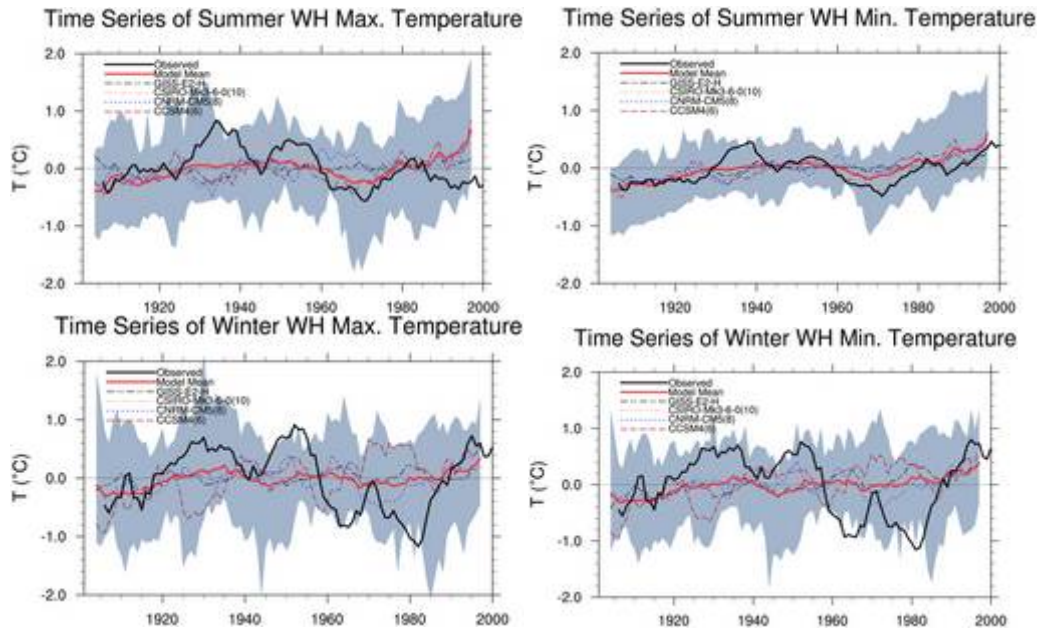 Time Series of Summer WH Max. Temperature
2.0
1.0
0.0
-1.0
-2.0
T (°C)
Observed
Model Mean
GISS-E2-H
CSIRO-Mk3-6-0(10)
CNRM-CM5(8)
CCSM4(6)
1920
1940
1960
1980
2000
Time Series of Summer WH Min. Temperature
2.0
1.0
0.0
-1.0
-2.0
T (°C)
Observed
Model Mean
GISS-E2-H
CSIRO-Mk3-6-0(10)
CNRM-CM5(8)
CCSM4(6)
1920
1940
1960
1980
2000
Time Series of Winter WH Max. Temperature
2.0
1.0
0.0
-1.0
-2.0
T (°C)
Observed
Model Mean
GISS-E2-H
CSIRO-Mk3-6-0(10)
CNRM-CM5(8)
CCSM4(6)
1920
1940
1960
1980
2000
Time Series of Winter WH Min. Temperature
2.0
1.0
0.0
-1.0
-2.0
T (°C)
Observed
Model Mean
GISS-E2-H
CSIRO-Mk3-6-0(10)
CNRM-CM5(8)
CCSM4(6)
1920
1940
1960
1980
2000